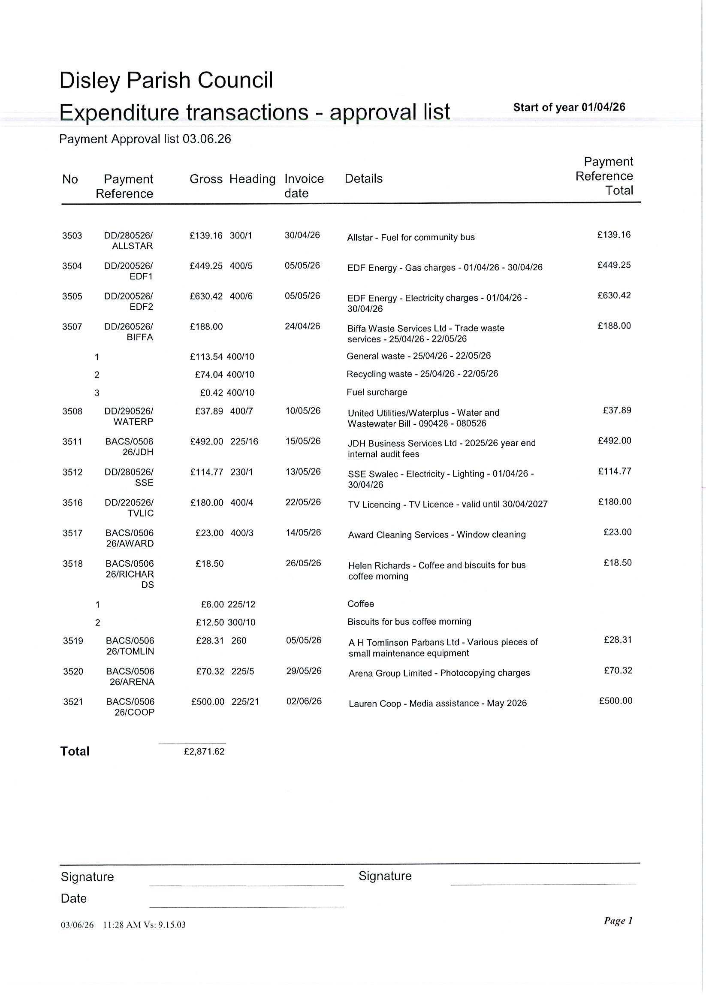 Disley Parish Council
Expenditure transactions - approval list Start of year 01/04/26
Payment Approval list 03.06.26
No Payment Reference Gross Heading Invoice date Details Payment Reference Total
3503 DD/280526/ £139.16 300/1 30/04/26 Allstar - Fuel for community bus £139.16
ALLSTAR
3504 DD/200526/ £449.25 400/5 05/05/26 EDF Energy - Gas charges - 01/04/26 - 30/04/26 £449.25
EDF1
3505 DD/200526/ £630.42 400/6 05/05/26 EDF Energy - Electricity charges - 01/04/26 - £630.42
EDF2 30/04/26
3507 DD/260526/ £188.00 24/04/26 Biffa Waste Services Ltd - Trade waste £188.00
BIFFA services - 25/04/26 - 22/05/26
1 £113.54 400/10 General waste - 25/04/26 - 22/05/26
2 £74.04 400/10 Recycling waste - 25/04/26 - 22/05/26
3 £0.42 400/10 Fuel surcharge
3508 DD/290526/ £37.89 400/7 10/05/26 United Utilities/Waterplus - Water and £37.89
WATERP Wastewater Bill - 090426 - 080526
3511 BACS/0506 £492.00 225/16 15/05/26 JDH Business Services Ltd - 2025/26 year end £492.00
26/JDH internal audit fees
3512 DD/280526/ £114.77 230/1 13/05/26 SSE Swalec - Electricity - Lighting - 01/04/26 - £114.77
SSE 30/04/26
3516 DD/220526/ £180.00 400/4 22/05/26 TV Licencing - TV Licence - valid until 30/04/2027 £180.00
TVLIC
3517 BACS/0506 £23.00 400/3 14/05/26 Award Cleaning Services - Window cleaning £23.00
26/AWARD
3518 BACS/0506 £18.50 26/05/26 Helen Richards - Coffee and biscuits for bus £18.50
26/RICHAR coffee morning
DS
1 £6.00 225/12 Coffee
2 £12.50 300/10 Biscuits for bus coffee morning
3519 BACS/0506 £28.31 260 05/05/26 A H Tomlinson Parbans Ltd - Various pieces of £28.31
26/TOMLIN small maintenance equipment
3520 BACS/0506 £70.32 225/5 29/05/26 Arena Group Limited - Photocopying charges £70.32
26/ARENA
3521 BACS/0506 £500.00 225/21 02/06/26 Lauren Coop - Media assistance - May 2026 £500.00
26/COOP
Total £2,871.62
Signature Signature
Date
03/06/26 11:28 AM Vs: 9.15.03 Page 1